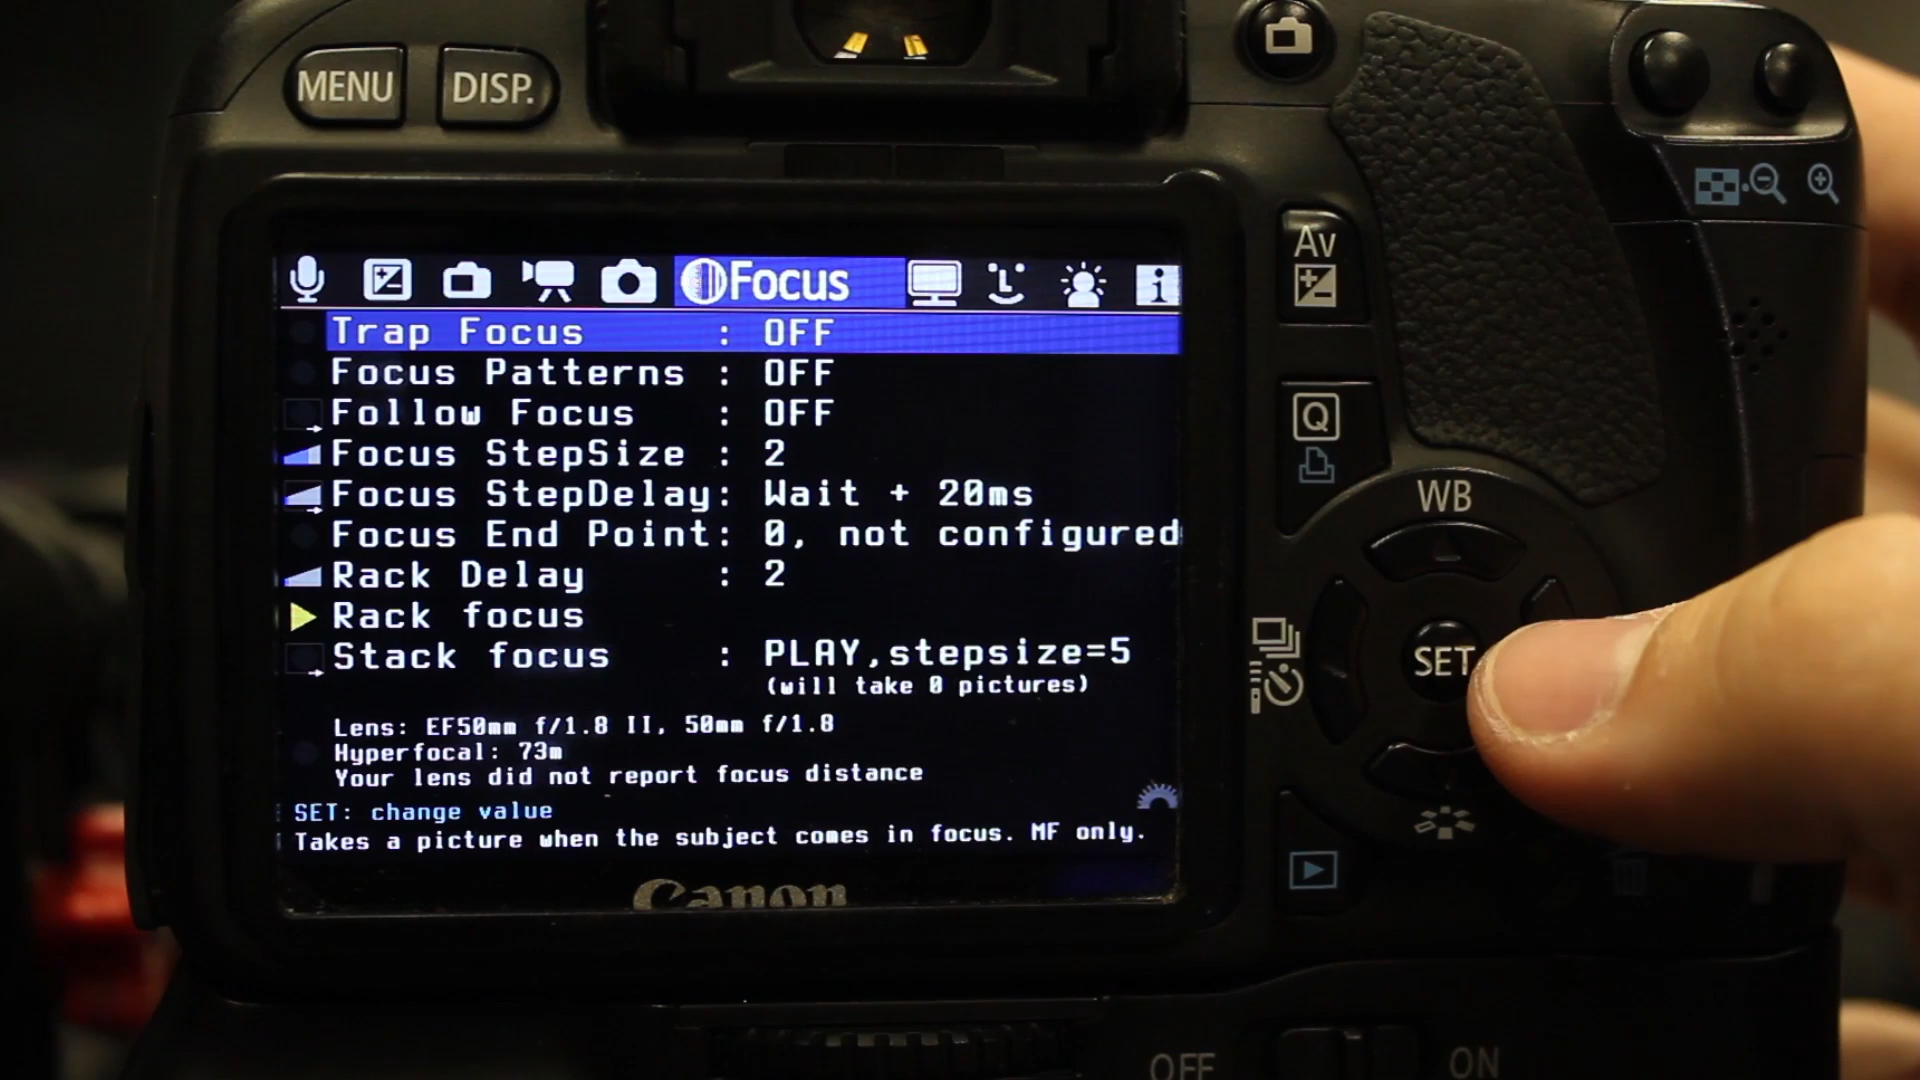 MENU DISP.
Focus
Trap Focus : OFF
Focus Patterns : OFF
Follow Focus : OFF
Focus StepSize : 2
Focus StepDelay: Wait + 20ms
Focus End Point: 0, not configured
Rack Delay : 2
Rack focus
Stack focus : PLAY,stepsize=5
(will take 0 pictures)
Lens: EF50mm f/1.8 II, 50mm f/1.8
Hyperfocal: 73m
Your lens did not report focus distance
SET: change value
Takes a picture when the subject comes in focus. MF only.
Canon
Av
Q
WB
SET
OFF ON